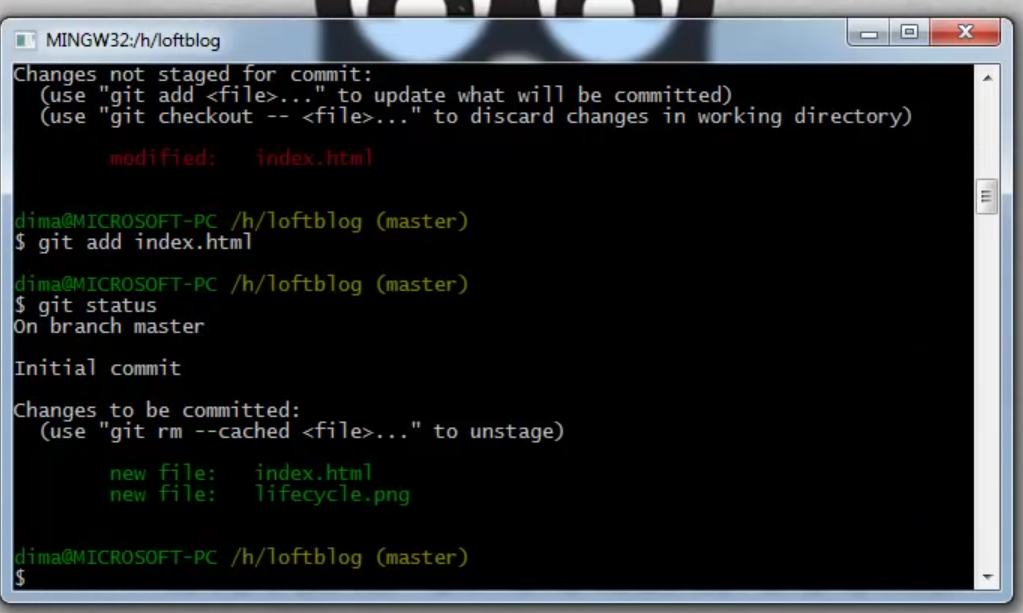 MINGW32:/h/loftblog
Changes not staged for commit:
(use "git add <file>..." to update what will be committed)
(use "git checkout -- <file>..." to discard changes in working directory)
modified: index.html
dima@MICROSOFT-PC /h/loftblog (master)
$ git add index.html
dima@MICROSOFT-PC /h/loftblog (master)
$ git status
On branch master
Initial commit
Changes to be committed:
(use "git rm --cached <file>..." to unstage)
new file: index.html
new file: lifecycle.png
dima@MICROSOFT-PC /h/loftblog (master)
$